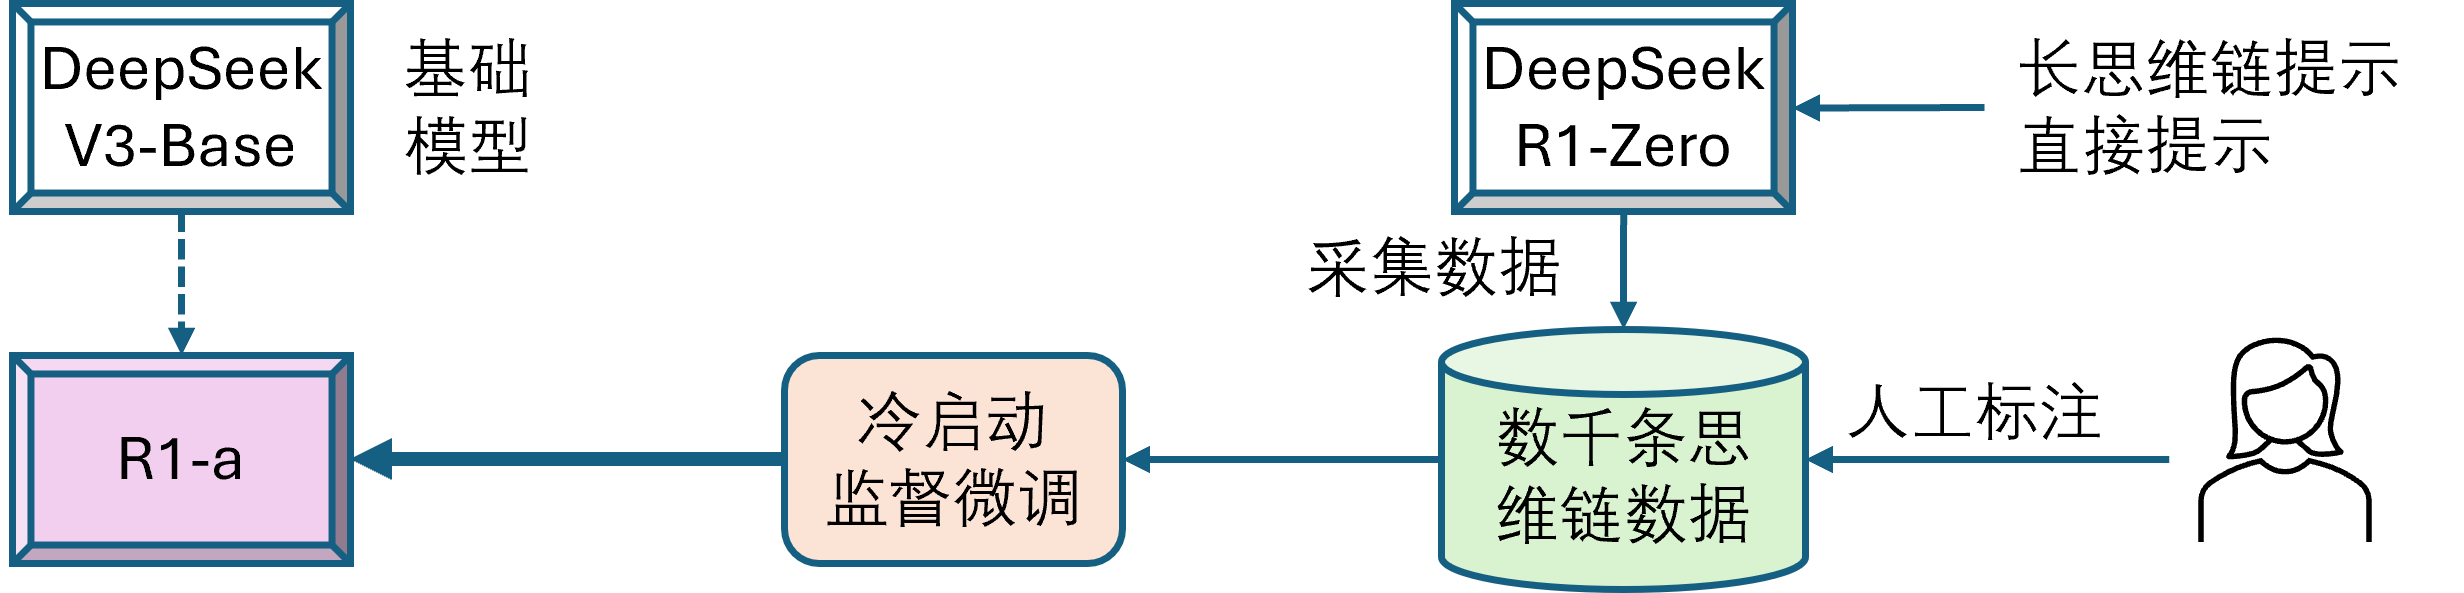 DeepSeek
V3-Base
基础
模型
DeepSeek
R1-Zero
长思维链提示
直接提示
采集数据
R1-a
冷启动
监督微调
数千条思
维链数据
人工标注